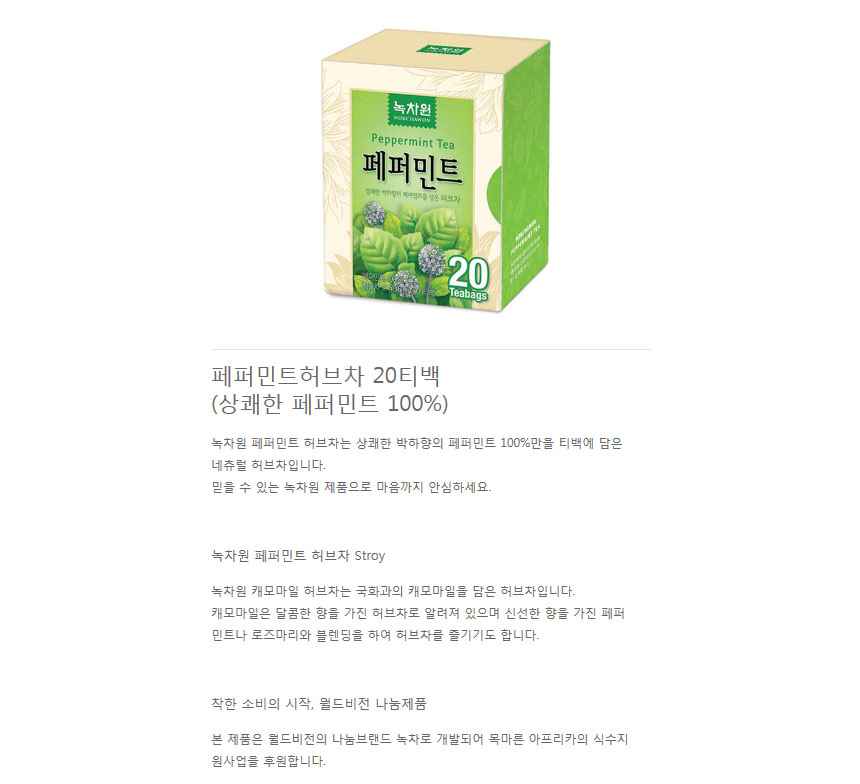 녹차원
녹차원
NOKCHAWON
Peppermint Tea
페퍼민트
상쾌한 박하향의 페퍼민트를 담은 허브차
20
Teabags
NOKCHAWON
PEPPERMINT TEA
페퍼민트허브차 20티백
(상쾌한 페퍼민트 100%)
녹차원 페퍼민트 허브차는 상쾌한 박하향의 페퍼민트 100%만을 티백에 담은
네츄럴 허브차입니다.
믿을 수 있는 녹차원 제품으로 마음까지 안심하세요.
녹차원 페퍼민트 허브차 Stroy
녹차원 캐모마일 허브차는 국화과의 캐모마일을 담은 허브차입니다.
캐모마일은 달콤한 향을 가진 허브차로 알려져 있으며 신선한 향을 가진 페퍼
민트나 로즈마리와 블렌딩을 하여 허브차를 즐기기도 합니다.
착한 소비의 시작, 월드비전 나눔제품
본 제품은 월드비전의 나눔브랜드 녹차로 개발되어 목마른 아프리카의 식수지
원사업을 후원합니다.